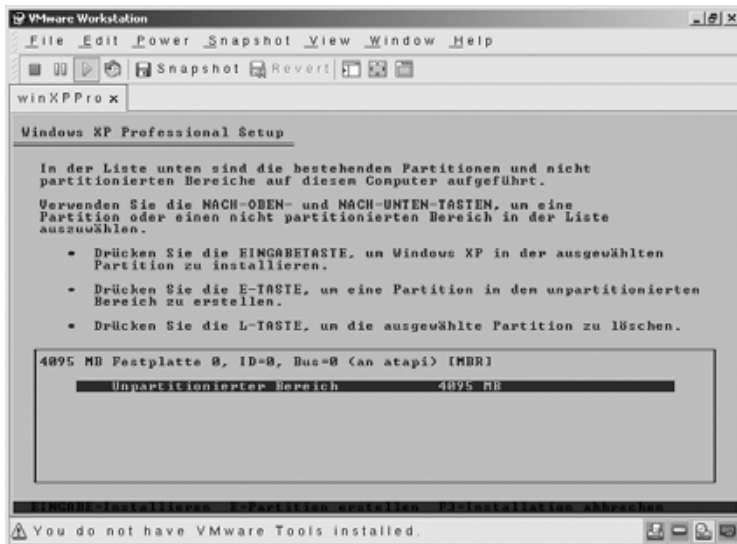 VMware Workstation
File Edit Power Snapshot View Window Help
Snapshot Revert
winXPPro x
Windows XP Professional Setup
In der Liste unten sind die bestehenden Partitionen und nicht
partitionierten Bereiche auf diesem Computer aufgeführt.
Verwenden Sie die NACH-OBEN- und NACH-UNTEN-TASTEN, um eine
Partition oder einen nicht partitionierten Bereich in der Liste
auszuwählen.
• Drücken Sie die EINGABETASTE, um Windows XP in der ausgewählten
Partition zu installieren.
• Drücken Sie die E-TASTE, um eine Partition in dem unpartitionierten
Bereich zu erstellen.
• Drücken Sie die L-TASTE, um die ausgewählte Partition zu löschen.
4095 MB Festplatte 0, ID=0, Bus=0 (an atapi) [MBR]
Unpartitionierter Bereich 4095 MB
EINGABE=Installieren E=Partition erstellen F3=Installation abbrechen
You do not have VMware Tools installed.